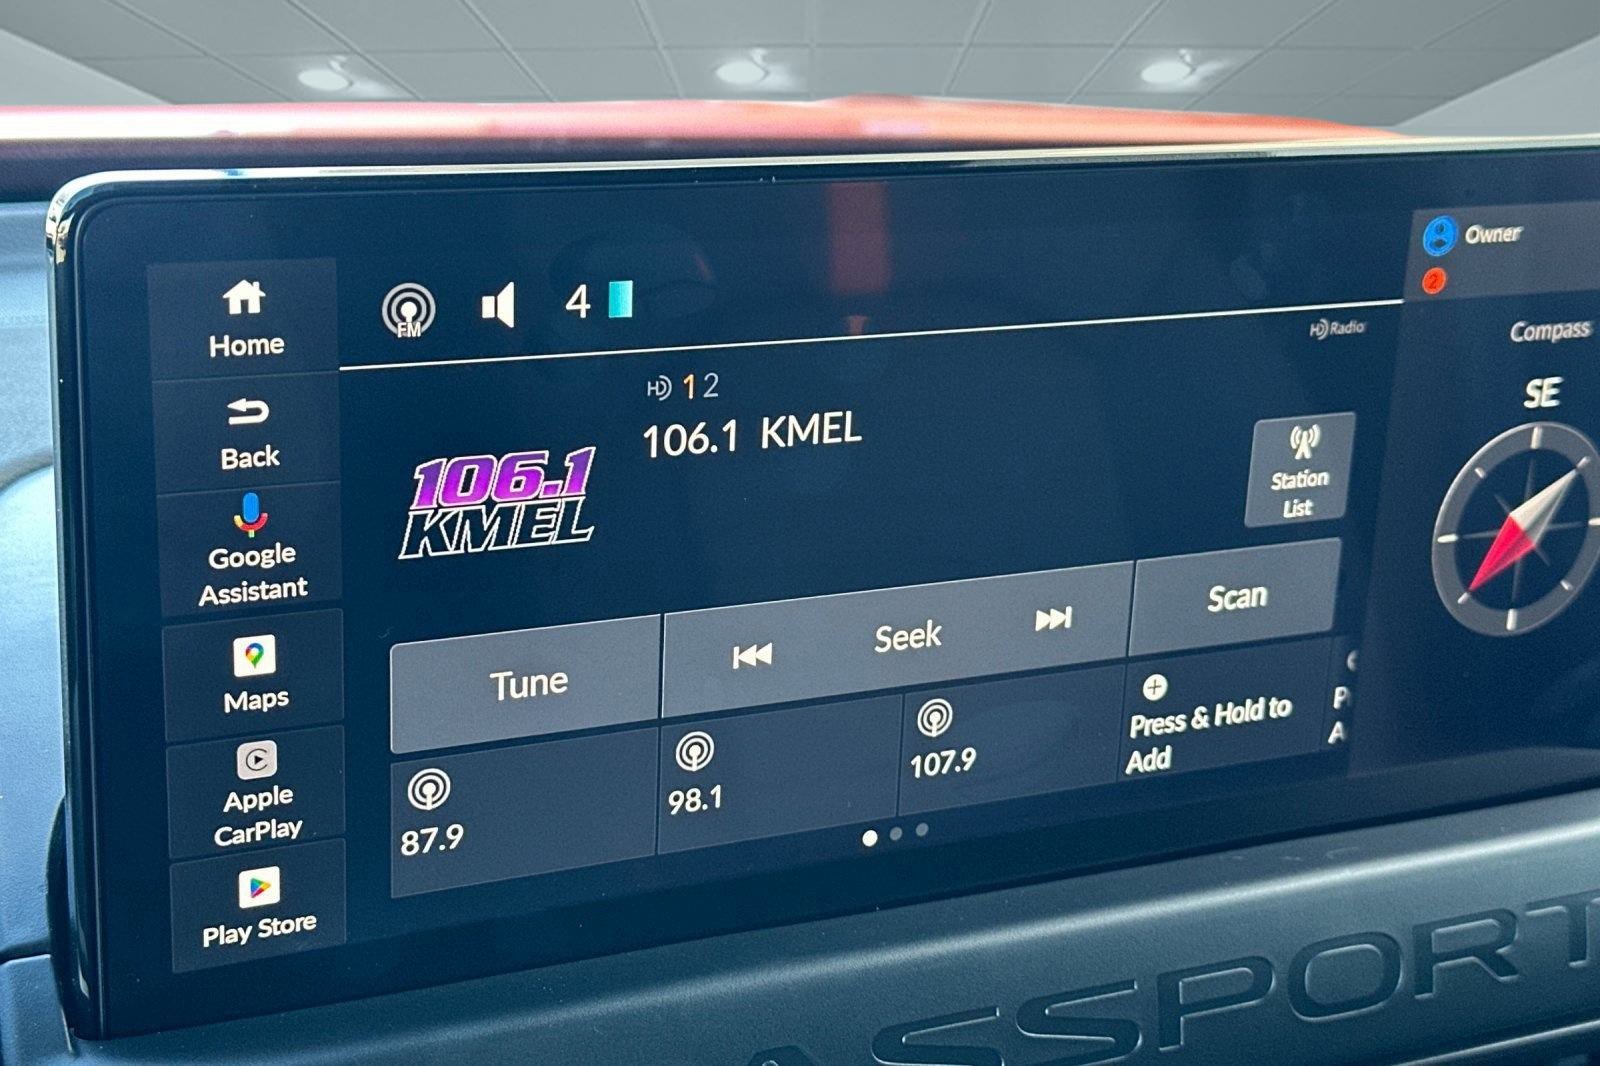 Home
Back
Google
Assistant
Maps
Apple
CarPlay
Play Store
FM
4
HD 1 2
106.1 KMEL
106.1
KMEL
HD Radio
Station
List
Tune
Seek
Scan
87.9
98.1
107.9
Press & Hold to
Add
P
A
Owner
2
Compass
SE
ASSPORT